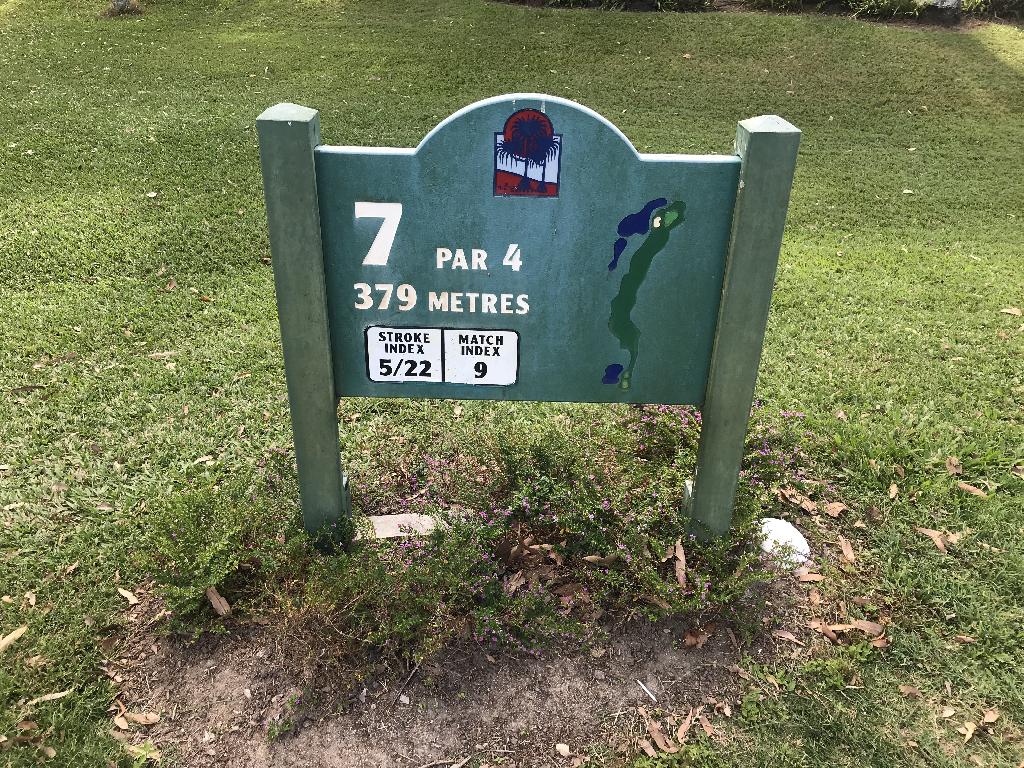 7 PAR 4
379 METRES
STROKE INDEX 5/22
MATCH INDEX 9